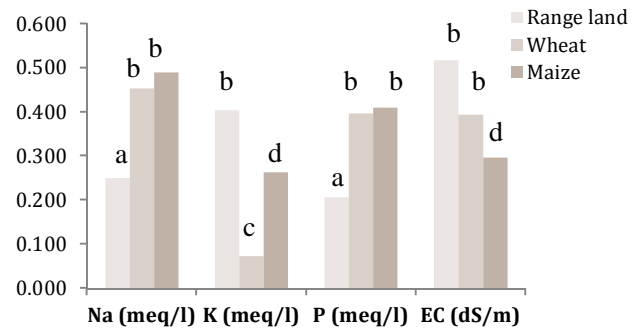 0.600
0.500
0.400
0.300
0.200
0.100
0.000
a
b
b
b
c
d
a
b
b
b
b
d
Na (meq/l) K (meq/l) P (meq/l) EC (dS/m)
Range land
Wheat
Maize